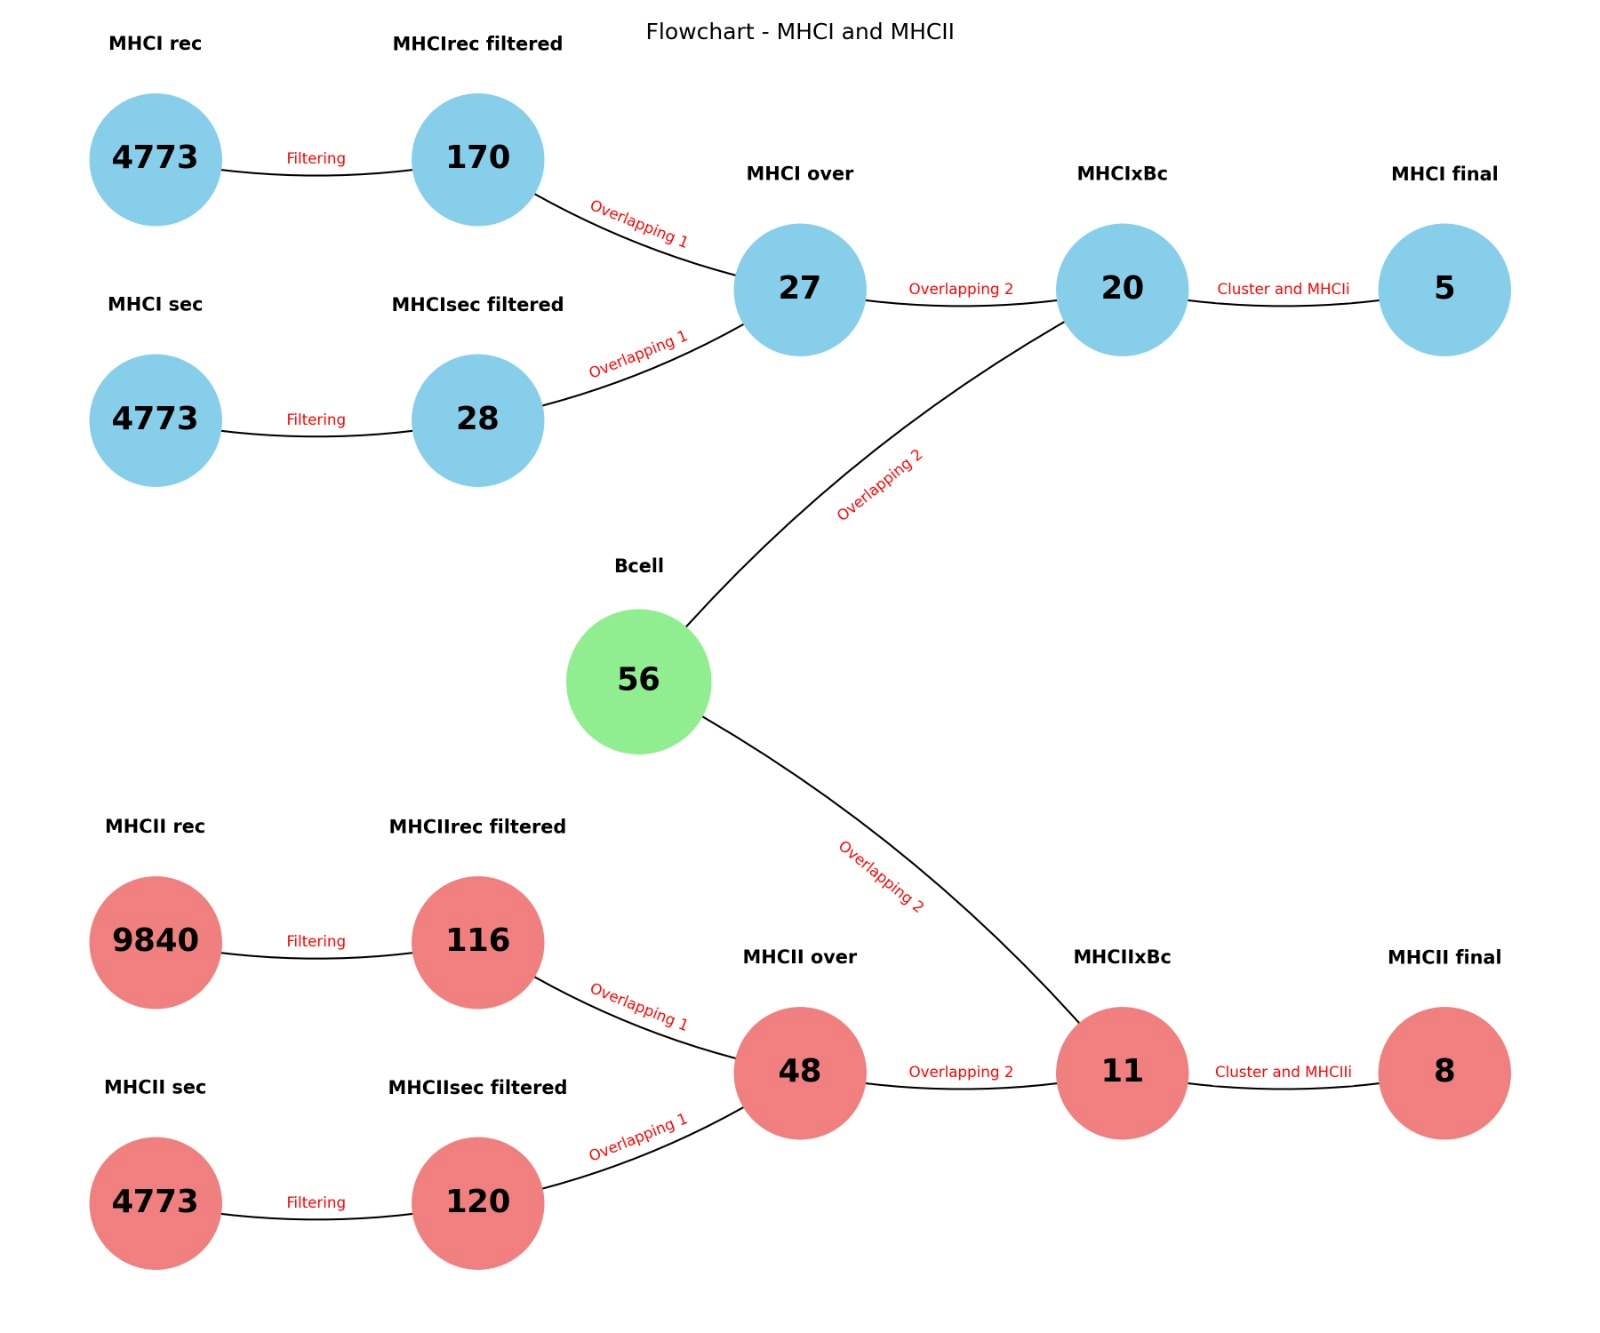 Flowchart - MHCI and MHCII
MHCI rec
MHCIrec filtered
4773
Filtering
170
Overlapping 1
MHCI over
MHCIxBc
MHCI final
27
Overlapping 2
20
Cluster and MHCIi
5
MHCI sec
MHCIsec filtered
4773
Filtering
28
Overlapping 1
Overlapping 2
Bcell
56
Overlapping 2
MHCII rec
MHCIIrec filtered
9840
Filtering
116
Overlapping 1
MHCII over
MHCIIxBc
MHCII final
48
Overlapping 2
11
Cluster and MHCIIi
8
MHCII sec
MHCIIsec filtered
4773
Filtering
120
Overlapping 1